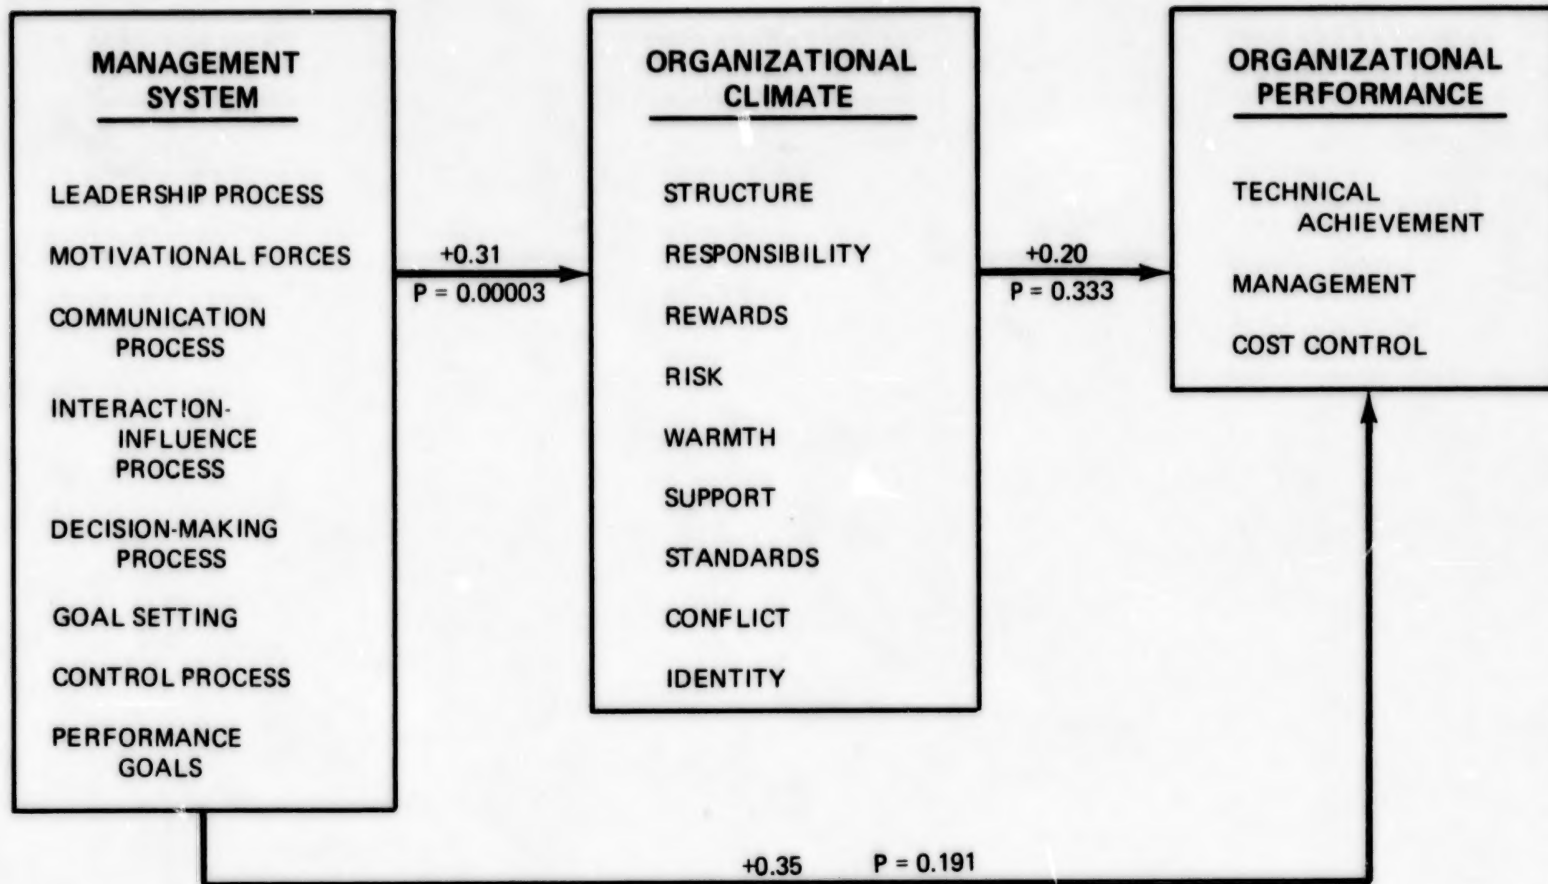 MANAGEMENT
SYSTEM
LEADERSHIP PROCESS
MOTIVATIONAL FORCES
COMMUNICATION
PROCESS
INTERACTION-
INFLUENCE
PROCESS
DECISION-MAKING
PROCESS
GOAL SETTING
CONTROL PROCESS
PERFORMANCE
GOALS
+0.31
P = 0.00003
ORGANIZATIONAL
CLIMATE
STRUCTURE
RESPONSIBILITY
REWARDS
RISK
WARMTH
SUPPORT
STANDARDS
CONFLICT
IDENTITY
+0.20
P = 0.333
ORGANIZATIONAL
PERFORMANCE
TECHNICAL
ACHIEVEMENT
MANAGEMENT
COST CONTROL
+0.35 P = 0.191